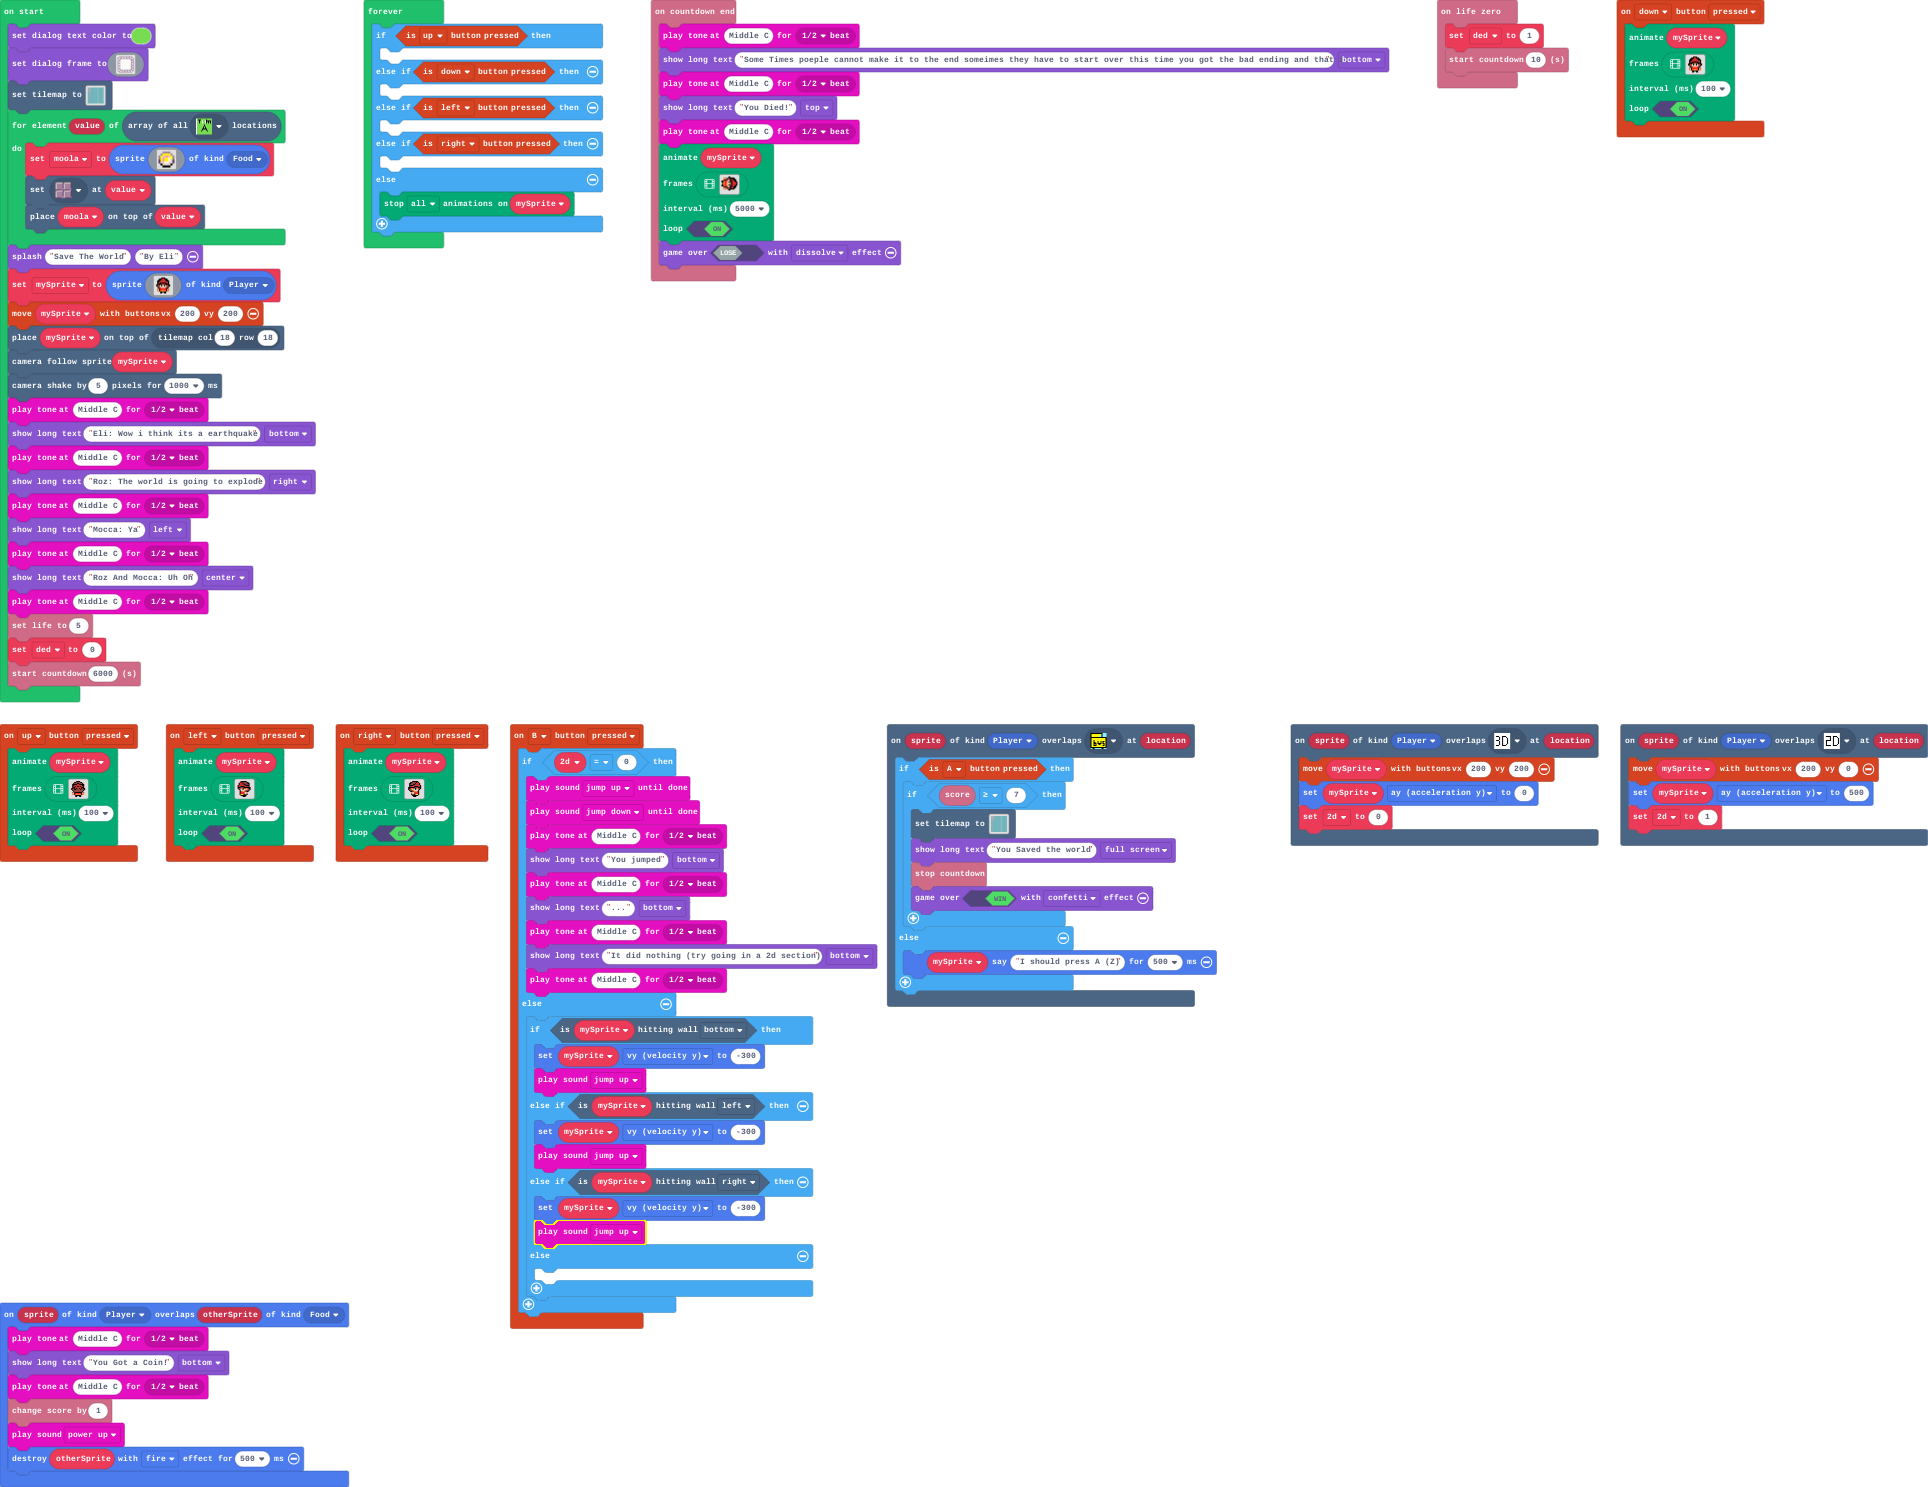 on start
set dialog text color to
set dialog frame to
set tilemap to
for element value of array of all locations
do
set moola to sprite of kind Food
set at value
place moola on top of value
splash "Save The World" "By Eli"
set mySprite to sprite of kind Player
move mySprite with buttons vx 200 vy 200
place mySprite on top of tilemap col 18 row 18
camera follow sprite mySprite
camera shake by 5 pixels for 1000 ms
play tone at Middle C for 1/2 beat
show long text "Eli: Wow i think its a earthquake" bottom
play tone at Middle C for 1/2 beat
show long text "Roz: The world is going to explode" right
play tone at Middle C for 1/2 beat
show long text "Mocca: Ya" left
play tone at Middle C for 1/2 beat
show long text "Roz And Mocca: Uh Oh" center
play tone at Middle C for 1/2 beat
set life to 5
set ded to 0
start countdown 6000 (s)
forever
if is up button pressed then
else if is down button pressed then
else if is left button pressed then
else if is right button pressed then
else
stop all animations on mySprite
on countdown end
play tone at Middle C for 1/2 beat
show long text "Some Times poeple cannot make it to the end someimes they have to start over this time you got the bad ending and that bottom
play tone at Middle C for 1/2 beat
show long text "You Died!" top
play tone at Middle C for 1/2 beat
animate mySprite
frames
interval (ms) 5000
loop ON
game over LOSE with dissolve effect
on life zero
set ded to 1
start countdown 10 (s)
on down button pressed
animate mySprite
frames
interval (ms) 100
loop ON
on up button pressed
animate mySprite
frames
interval (ms) 100
loop ON
on left button pressed
animate mySprite
frames
interval (ms) 100
loop ON
on right button pressed
animate mySprite
frames
interval (ms) 100
loop ON
on B button pressed
if 2d = 0 then
play sound jump up until done
play sound jump down until done
play tone at Middle C for 1/2 beat
show long text "You jumped" bottom
play tone at Middle C for 1/2 beat
show long text "..." bottom
play tone at Middle C for 1/2 beat
show long text "It did nothing (try going in a 2d section)" bottom
play tone at Middle C for 1/2 beat
else
if is mySprite hitting wall bottom then
set mySprite vy (velocity y) to -300
play sound jump up
else if is mySprite hitting wall left then
set mySprite vy (velocity y) to -300
play sound jump up
else if is mySprite hitting wall right then
set mySprite vy (velocity y) to -300
play sound jump up
else
on sprite of kind Player overlaps at location
if is A button pressed then
if score ≥ 7 then
set tilemap to
show long text "You Saved the world" full screen
stop countdown
game over WIN with confetti effect
else
mySprite say "I should press A (Z)" for 500 ms
on sprite of kind Player overlaps 3D at location
move mySprite with buttons vx 200 vy 200
set mySprite ay (acceleration y) to 0
set 2d to 0
on sprite of kind Player overlaps 2D at location
move mySprite with buttons vx 200 vy 0
set mySprite ay (acceleration y) to 500
set 2d to 1
on sprite of kind Player overlaps otherSprite of kind Food
play tone at Middle C for 1/2 beat
show long text "You Got a Coin!" bottom
play tone at Middle C for 1/2 beat
change score by 1
play sound power up
destroy otherSprite with fire effect for 500 ms